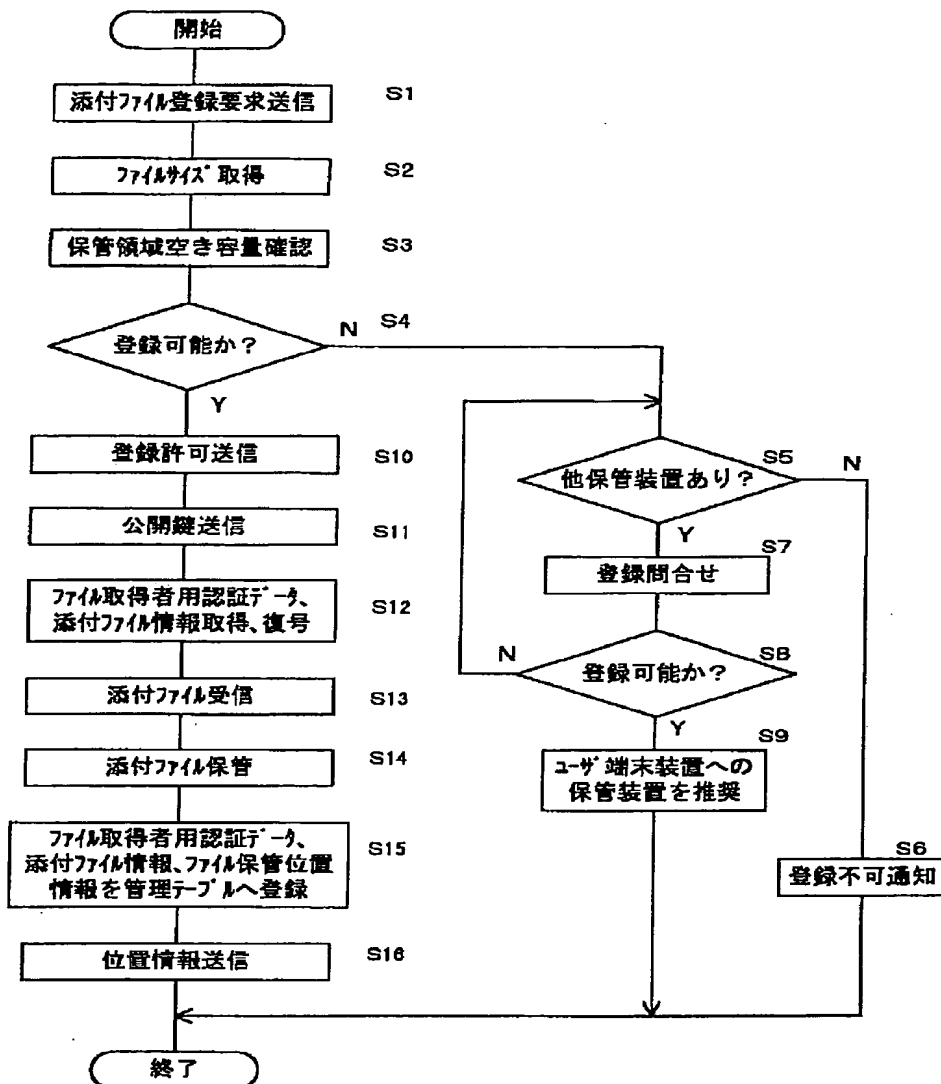 開始
添付ファイル登録要求送信
S1
ファイルサイズ取得
S2
保管領域空き容量確認
S3
登録可能か？
N
S4
Y
登録許可送信
S10
公開鍵送信
S11
ファイル取得者用認証データ、
添付ファイル情報取得、復号
S12
添付ファイル受信
S13
添付ファイル保管
S14
ファイル取得者用認証データ、
添付ファイル情報、ファイル保管位置
情報を管理テーブルへ登録
S15
位置情報送信
S16
終了
他保管装置あり？
S5
N
Y
登録問合せ
S7
登録可能か？
S8
N
Y
ユーザ端末装置への
保管装置を推奨
S9
登録不可通知
S6